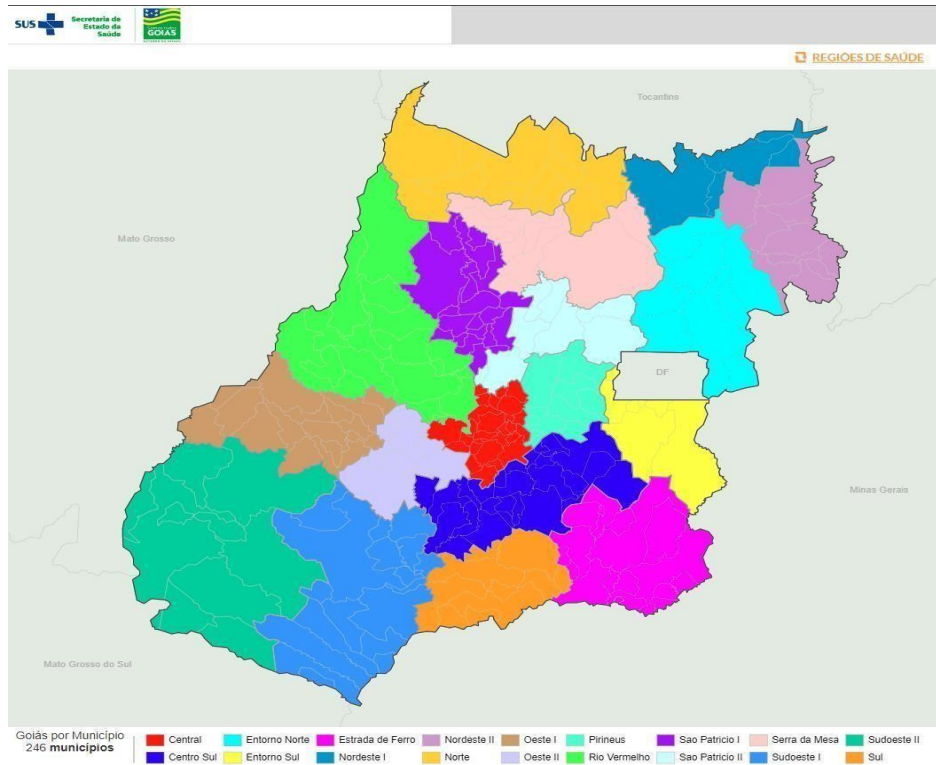 SUS
Secretaria de
Estado da
Saúde
GOIÁS
REGIÕES DE SAÚDE
Tocantins
Mato Grosso
DF
Minas Gerais
Mato Grosso do Sul
Goiás por Município
246 municípios
Central Entorno Norte Estrada de Ferro Nordeste II Oeste I Pirineus Sao Patricio I Serra da Mesa Sudoeste II
Centro Sul Entorno Sul Nordeste I Norte Oeste II Rio Vermelho Sao Patricio II Sudoeste I Sul